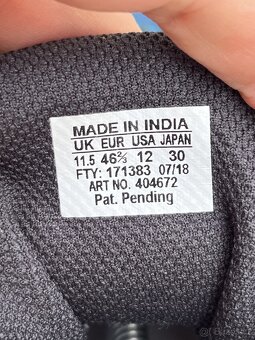 MADE IN INDIA
UK EUR USA JAPAN
11.5 46⅔ 12 30
FTY: 171383 07/18
ART NO. 404672
Pat. Pending